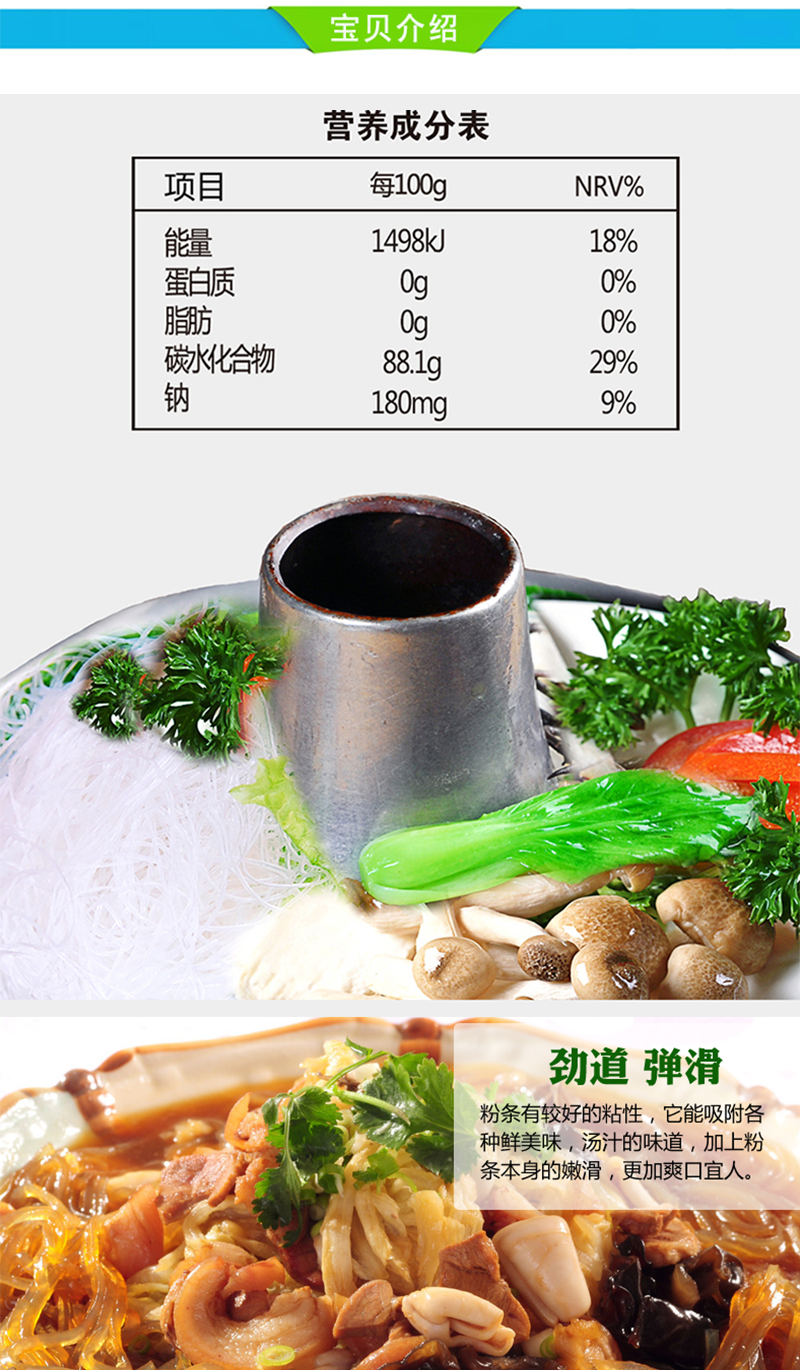 宝贝介绍
营养成分表
项目 每100g NRV%
能量 1498kJ 18%
蛋白质 0g 0%
脂肪 0g 0%
碳水化合物 88.1g 29%
钠 180mg 9%
劲道 弹滑
粉条有较好的粘性，它能吸附各
种鲜美味，汤汁的味道，加上粉
条本身的嫩滑，更加爽口宜人。